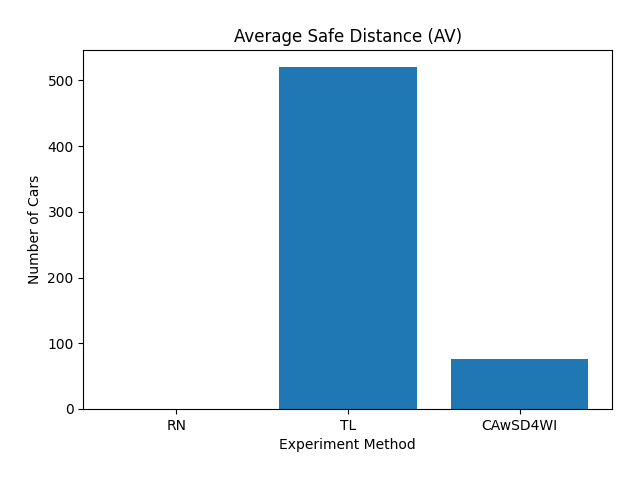 Average Safe Distance (AV)
Number of Cars
500
400
300
200
100
0
RN
TL
CAwSD4WI
Experiment Method